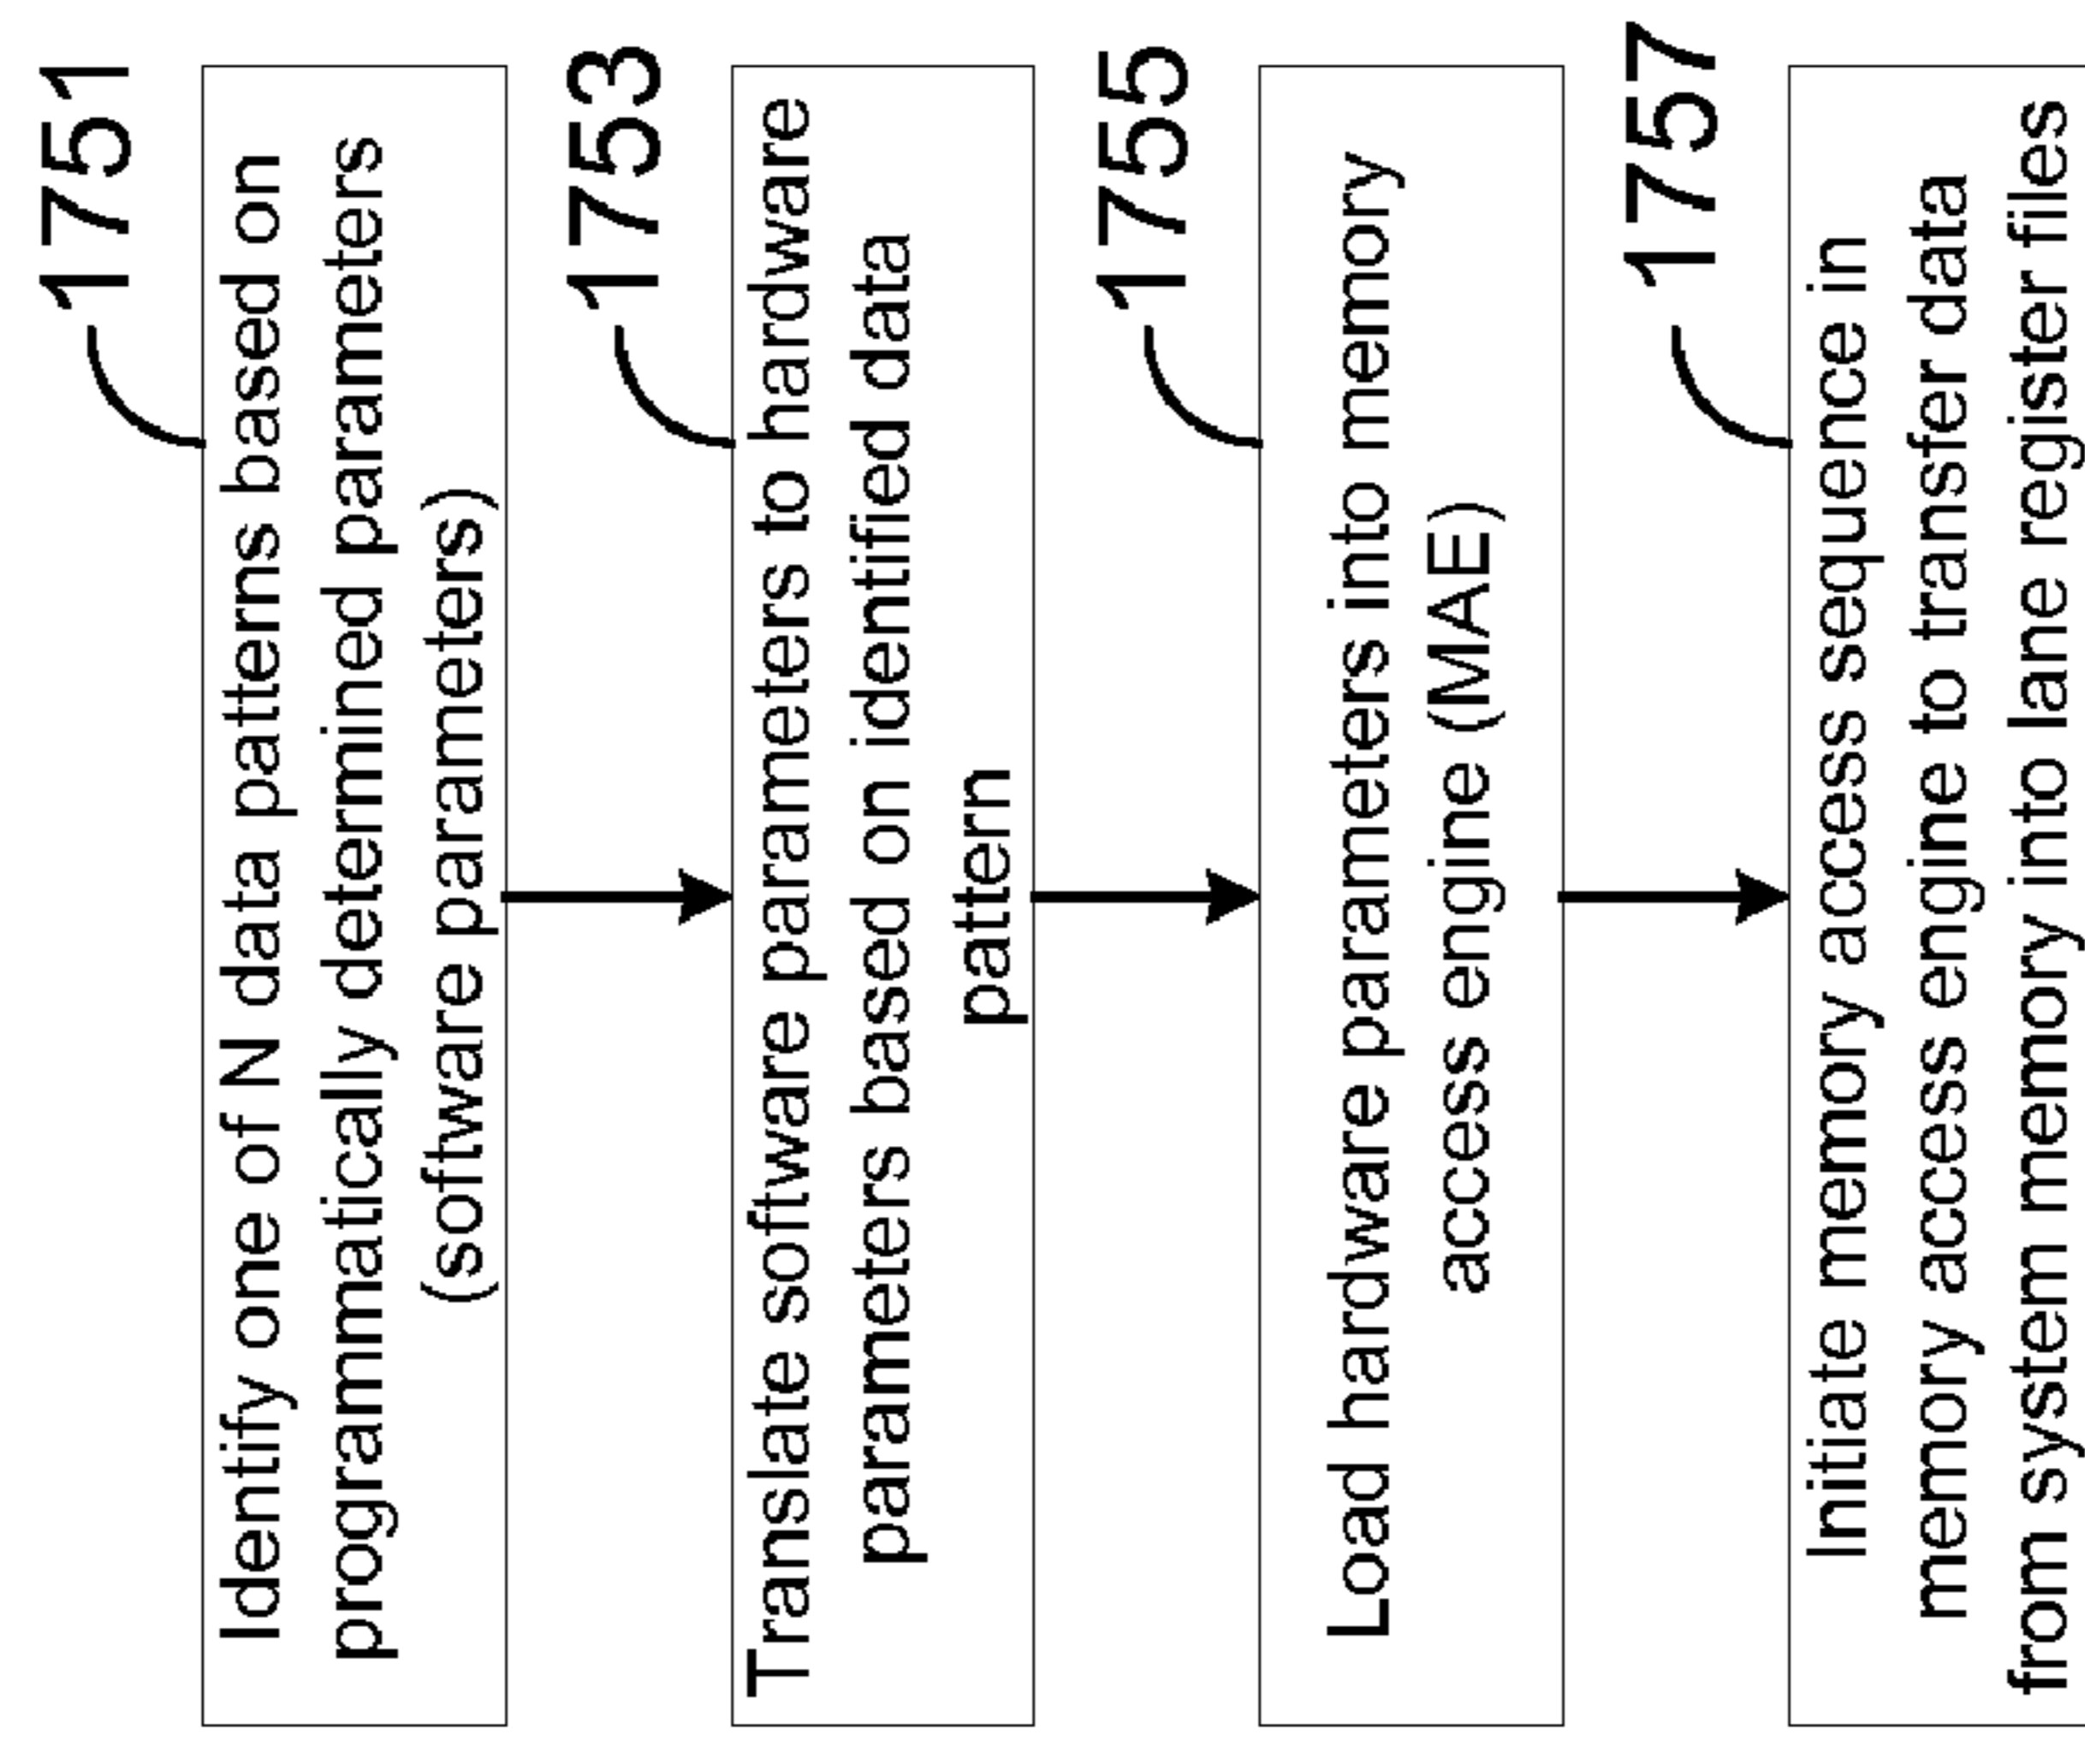 1751
Identify one of N data patterns based on
programmatically determined parameters
(software parameters)
1753
Translate software parameters to hardware
parameters based on identified data
pattern
1755
Load hardware parameters into memory
access engine (MAE)
1757
Initiate memory access sequence in
memory access engine to transfer data
from system memory into lane register files